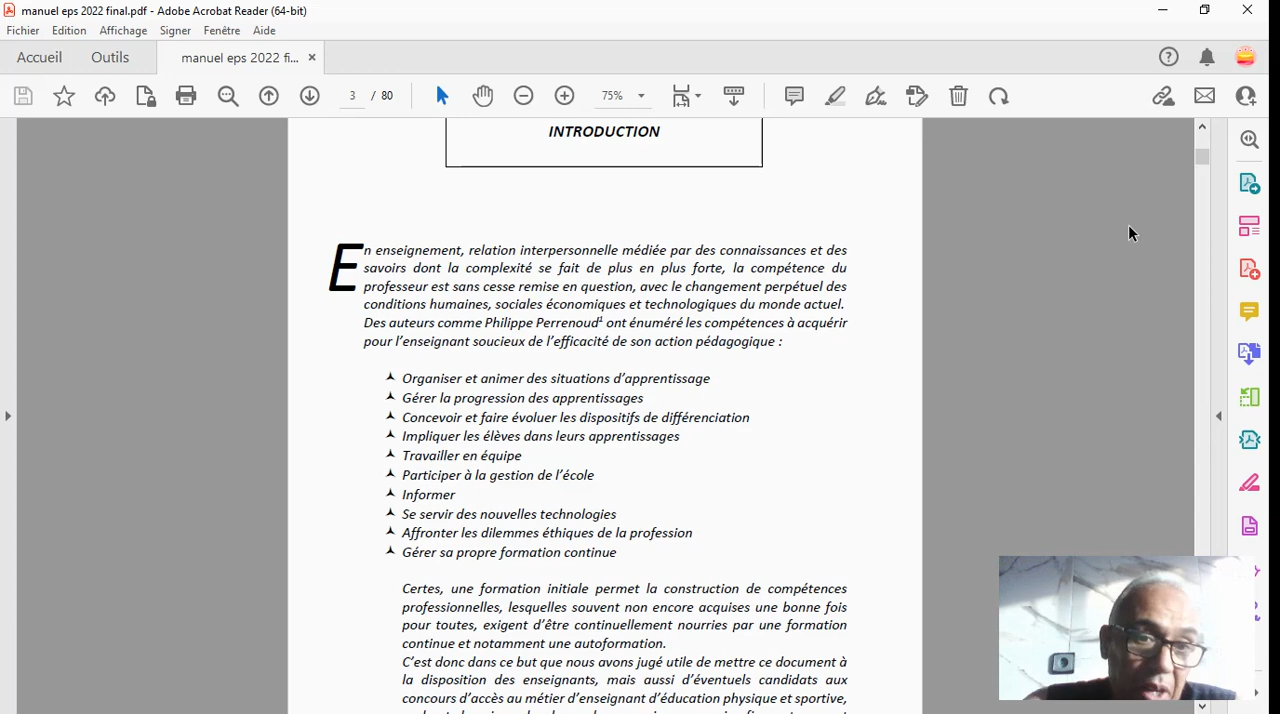 manuel eps 2022 final.pdf - Adobe Acrobat Reader (64-bit)
Fichier Edition Affichage Signer Fenêtre Aide
Accueil Outils manuel eps 2022 fi... ×
3 / 80 75%
INTRODUCTION
En enseignement, relation interpersonnelle médiée par des connaissances et des
savoirs dont la complexité se fait de plus en plus forte, la compétence du
professeur est sans cesse remise en question, avec le changement perpétuel des
conditions humaines, sociales économiques et technologiques du monde actuel.
Des auteurs comme Philippe Perrenoud¹ ont énuméré les compétences à acquérir
pour l’enseignant soucieux de l’efficacité de son action pédagogique :
Organiser et animer des situations d’apprentissage
Gérer la progression des apprentissages
Concevoir et faire évoluer les dispositifs de différenciation
Impliquer les élèves dans leurs apprentissages
Travailler en équipe
Participer à la gestion de l’école
Informer
Se servir des nouvelles technologies
Affronter les dilemmes éthiques de la profession
Gérer sa propre formation continue
Certes, une formation initiale permet la construction de compétences
professionnelles, lesquelles souvent non encore acquises une bonne fois
pour toutes, exigent d’être continuellement nourries par une formation
continue et notamment une autoformation.
C’est donc dans ce but que nous avons jugé utile de mettre ce document à
la disposition des enseignants, mais aussi d’éventuels candidats aux
concours d’accès au métier d’enseignant d’éducation physique et sportive,